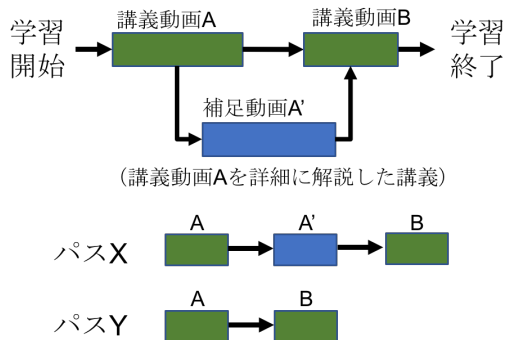 学習
開始
講義動画A
講義動画B
学習
終了
補足動画A’
（講義動画Aを詳細に解説した講義）
パスX
A
A’
B
パスY
A
B